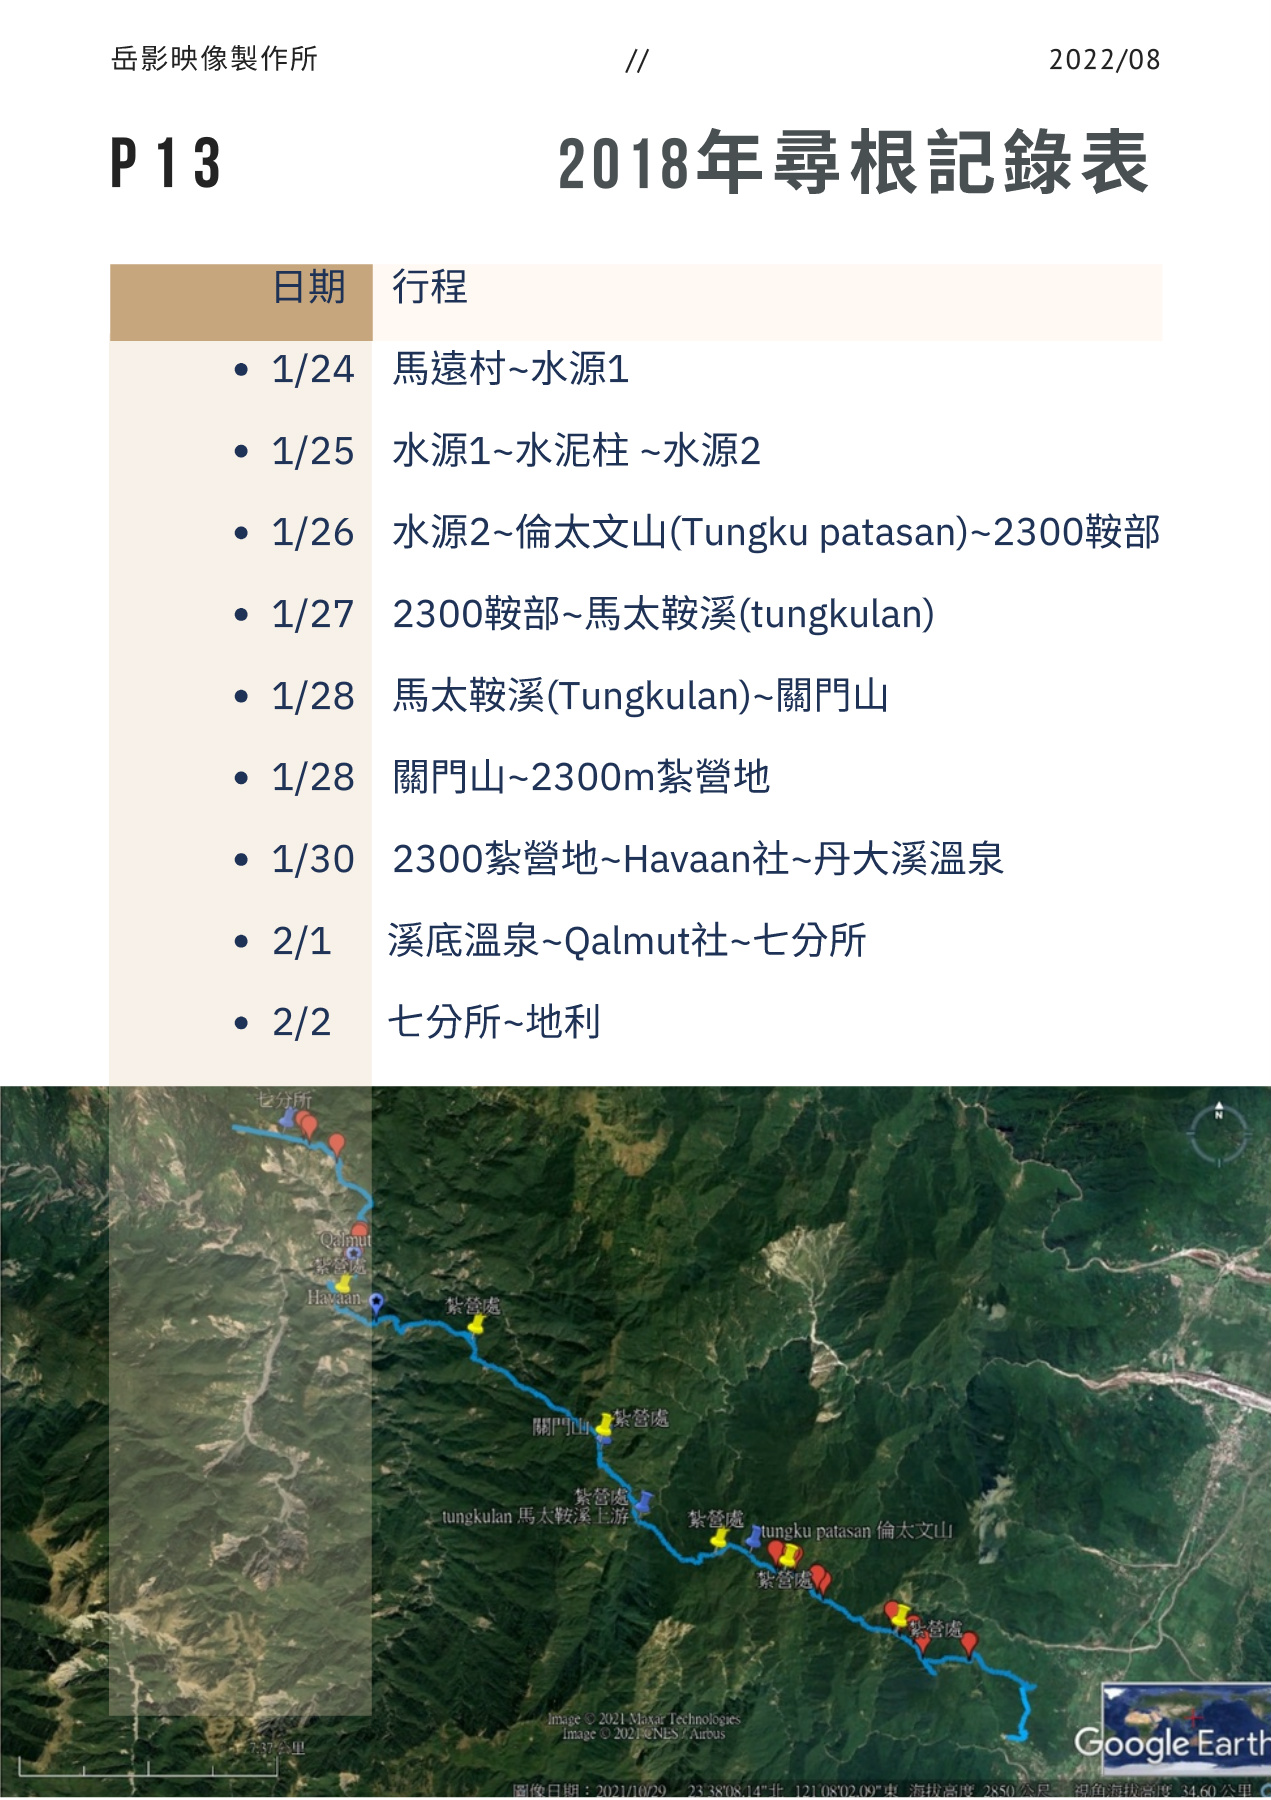 岳影映像製作所 // 2022/08
P13 2018年尋根記錄表
日期 行程
• 1/24 馬遠村~水源1
• 1/25 水源1~水泥柱 ~水源2
• 1/26 水源2~倫太文山(Tungku patasan)~2300鞍部
• 1/27 2300鞍部~馬太鞍溪(tungkulan)
• 1/28 馬太鞍溪(Tungkulan)~關門山
• 1/28 關門山~2300m紮營地
• 1/30 2300紮營地~Havaan社~丹大溪溫泉
• 2/1 溪底溫泉~Qalmut社~七分所
• 2/2 七分所~地利
七分所
N
Qalmut
紮營處
Havaan
紮營處
關門山 紮營處
紮營處
tungkulan 馬太鞍溪上游
紮營處
tungku patasan 倫太文山
紮營處
紮營處
Image © 2021 Maxar Technologies
Image © 2021 CNES / Airbus
Google Earth
7.37 公里
圖像日期：2021/10/29 23 38'08.14"北 121 08'02.09"東 海拔高度 2850 公尺 視角海拔高度 34.60 公里